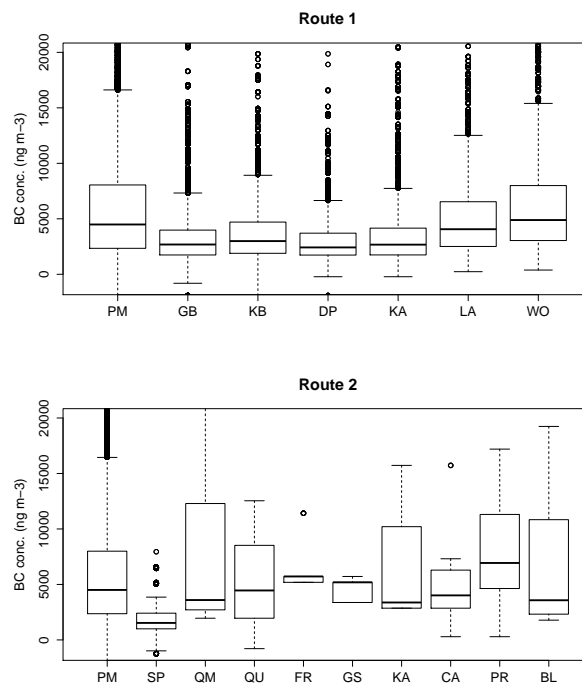 Route 1
BC conc. (ng m−3)
20000
15000
10000
5000
0
PM GB KB DP KA LA WO
Route 2
BC conc. (ng m−3)
20000
15000
10000
5000
0
PM SP QM QU FR GS KA CA PR BL